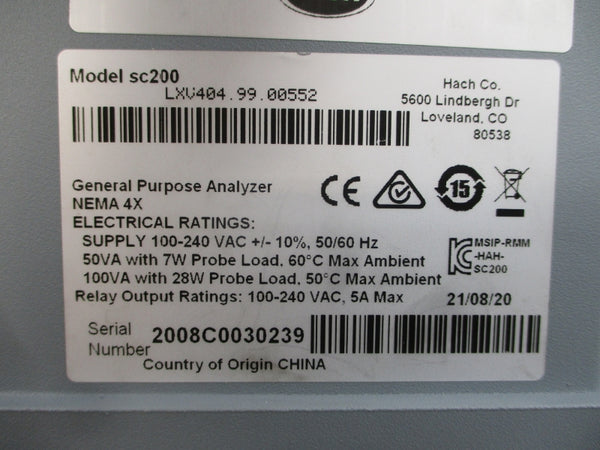 Model sc200
LXV404.99.00552
Hach Co.
5600 Lindbergh Dr
Loveland, CO
80538
General Purpose Analyzer
NEMA 4X
15
ELECTRICAL RATINGS:
SUPPLY 100-240 VAC +/- 10%, 50/60 Hz
50VA with 7W Probe Load, 60°C Max Ambient
100VA with 28W Probe Load, 50°C Max Ambient
MSIP-RMM
-HAH-
SC200
Relay Output Ratings: 100-240 VAC, 5A Max
21/08/20
Serial
Number
2008C0030239
Country of Origin CHINA